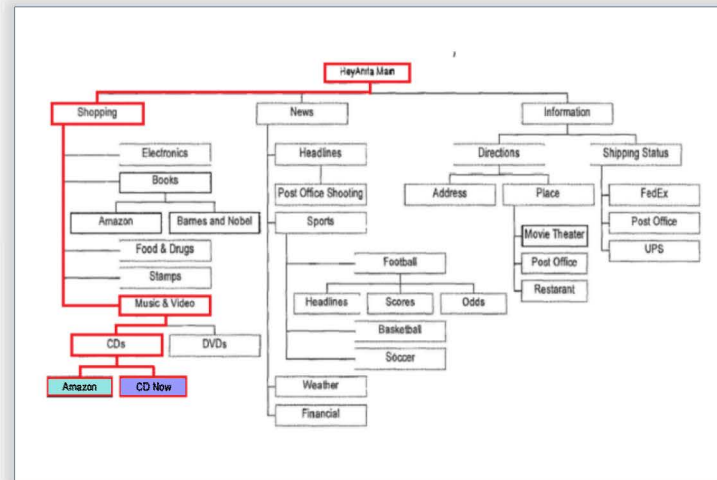 HeyAnita Main
Shopping
News
Information
Electronics
Books
Amazon
Barnes and Nobel
Food & Drugs
Stamps
Music & Video
CDs
DVDs
Amazon
CD Now
Headlines
Post Office Shooting
Sports
Football
Headlines
Scores
Odds
Basketball
Soccer
Weather
Financial
Directions
Shipping Status
Address
Place
Movie Theater
Post Office
Restarant
FedEx
Post Office
UPS